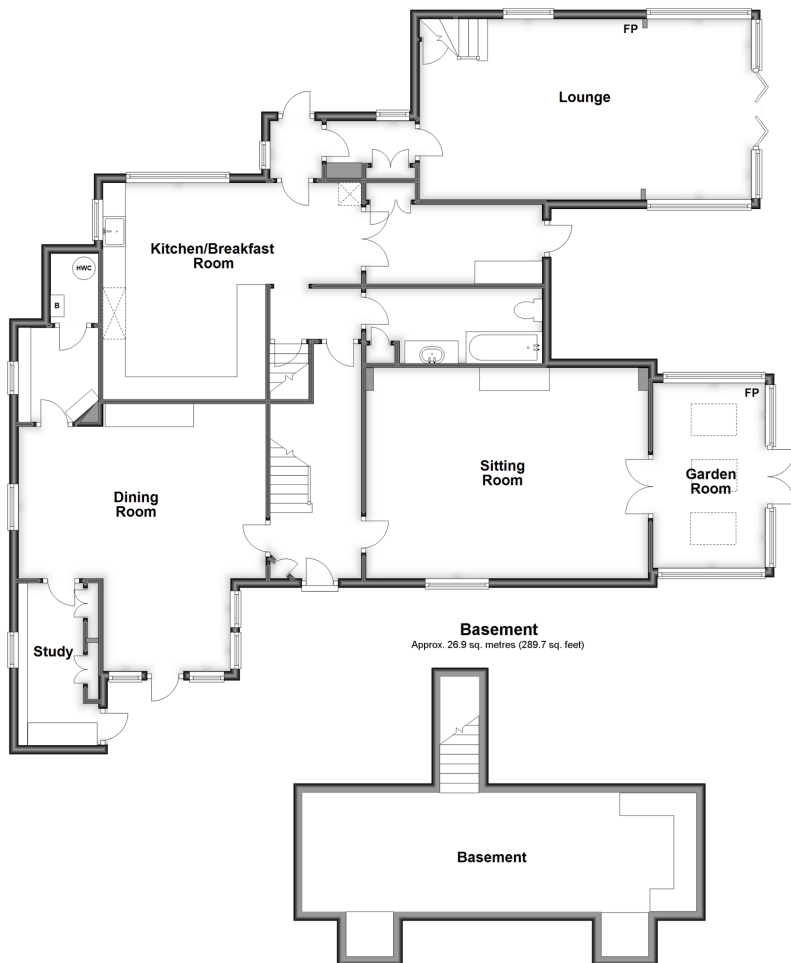 FP
Lounge
Kitchen/Breakfast
Room
HWC
B
FP
Sitting
Room
Garden
Room
Dining
Room
Study
Basement
Approx. 26.9 sq. metres (289.7 sq. feet)
Basement